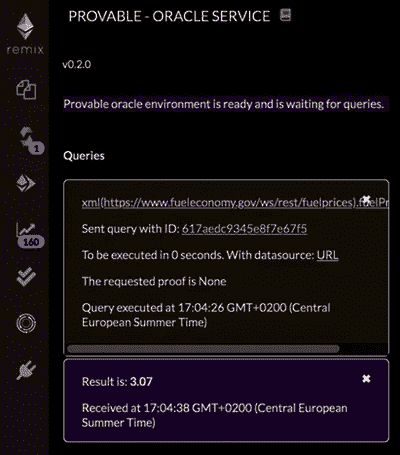 PROVABLE - ORACLE SERVICE
remix
v0.2.0
Provable oracle environment is ready and is waiting for queries.
1
Queries
xml(https://www.fueleconomy.gov/ws/rest/fuelprices).fuelPr
Sent query with ID: 617aedc9345e8f7e67f5
To be executed in 0 seconds. With datasource: URL
160
The requested proof is None
Query executed at 17:04:26 GMT+0200 (Central
European Summer Time)
Result is: 3.07
Received at 17:04:38 GMT+0200 (Central European
Summer Time)